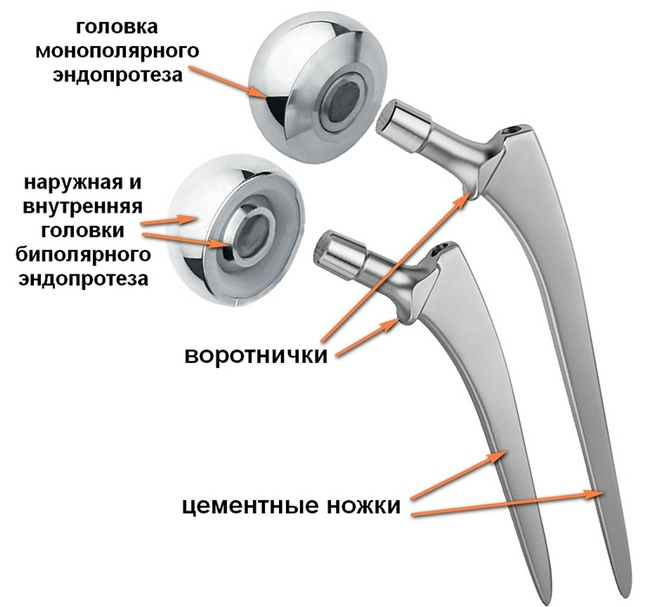 головка
монополярного
эндопротеза
наружная и
внутренняя
головки
биполярного
эндопротеза
воротнички
цементные ножки